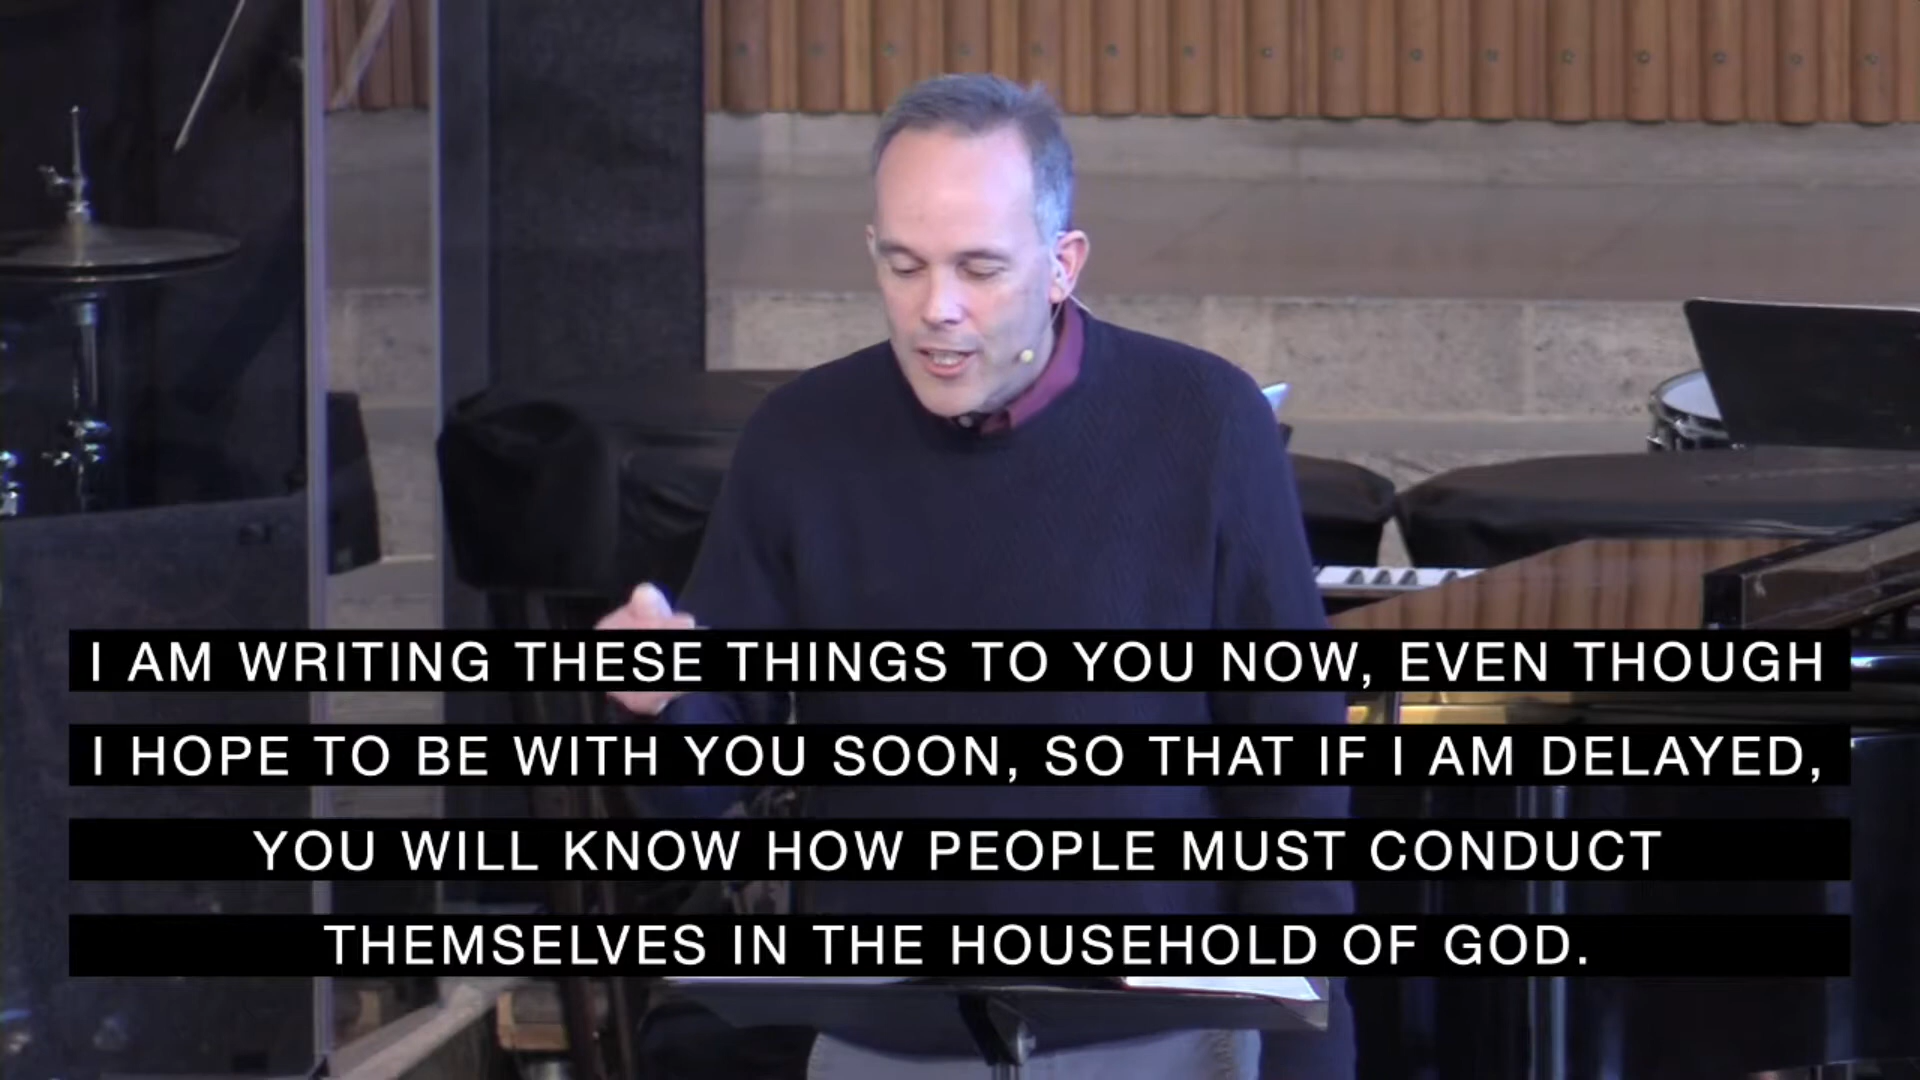 I AM WRITING THESE THINGS TO YOU NOW, EVEN THOUGH
I HOPE TO BE WITH YOU SOON, SO THAT IF I AM DELAYED,
YOU WILL KNOW HOW PEOPLE MUST CONDUCT
THEMSELVES IN THE HOUSEHOLD OF GOD.